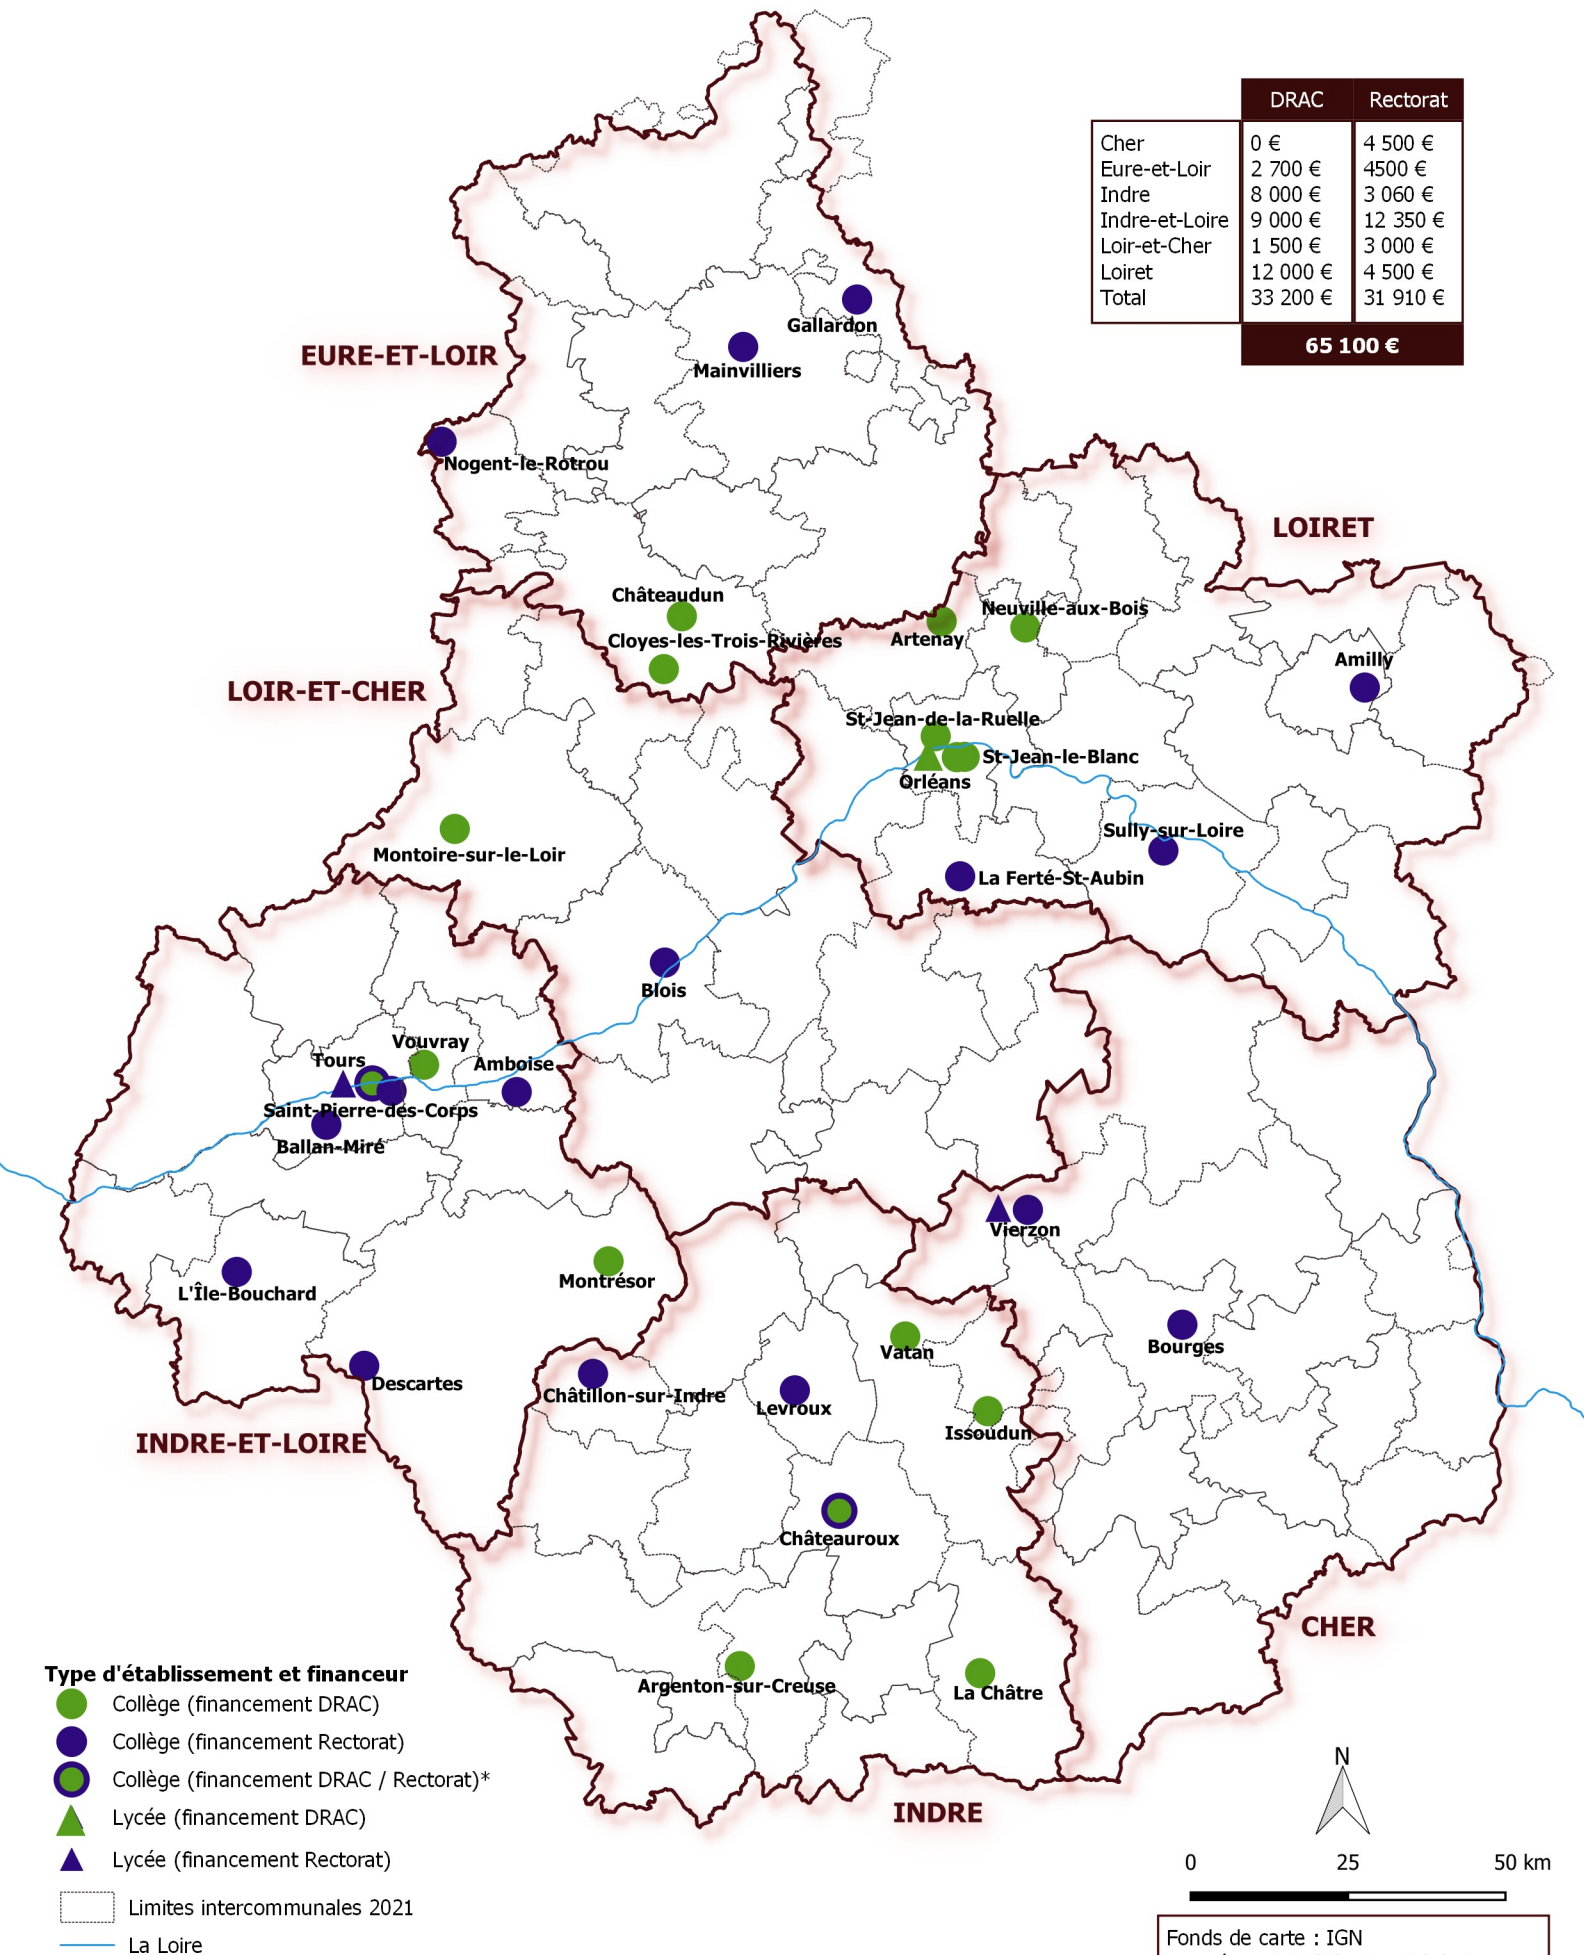 DRAC Rectorat
Cher 0 € 4 500 €
Eure-et-Loir 2 700 € 4500 €
Indre 8 000 € 3 060 €
Indre-et-Loire 9 000 € 12 350 €
Loir-et-Cher 1 500 € 3 000 €
Loiret 12 000 € 4 500 €
Total 33 200 € 31 910 €
65 100 €
Gallardon
EURE-ET-LOIR
Mainvilliers
Nogent-le-Rotrou
LOIRET
Châteaudun
Neuville-aux-Bois
Cloyes-les-Trois-Rivières
Artenay
Amilly
LOIR-ET-CHER
St-Jean-de-la-Ruelle
St-Jean-le-Blanc
Orléans
Sully-sur-Loire
Montoire-sur-le-Loir
La Ferté-St-Aubin
Blois
Vouvray
Tours
Amboise
Saint-Pierre-des-Corps
Ballan-Miré
Vierzon
Montrésor
L'Île-Bouchard
Bourges
Vatan
Descartes
Châtillon-sur-Indre
Levroux
Issoudun
INDRE-ET-LOIRE
Châteauroux
CHER
Argenton-sur-Creuse
La Châtre
INDRE
Type d'établissement et financeur
Collège (financement DRAC)
Collège (financement Rectorat)
Collège (financement DRAC / Rectorat)*
Lycée (financement DRAC)
Lycée (financement Rectorat)
Limites intercommunales 2021
La Loire
N
0 25 50 km
Fonds de carte : IGN